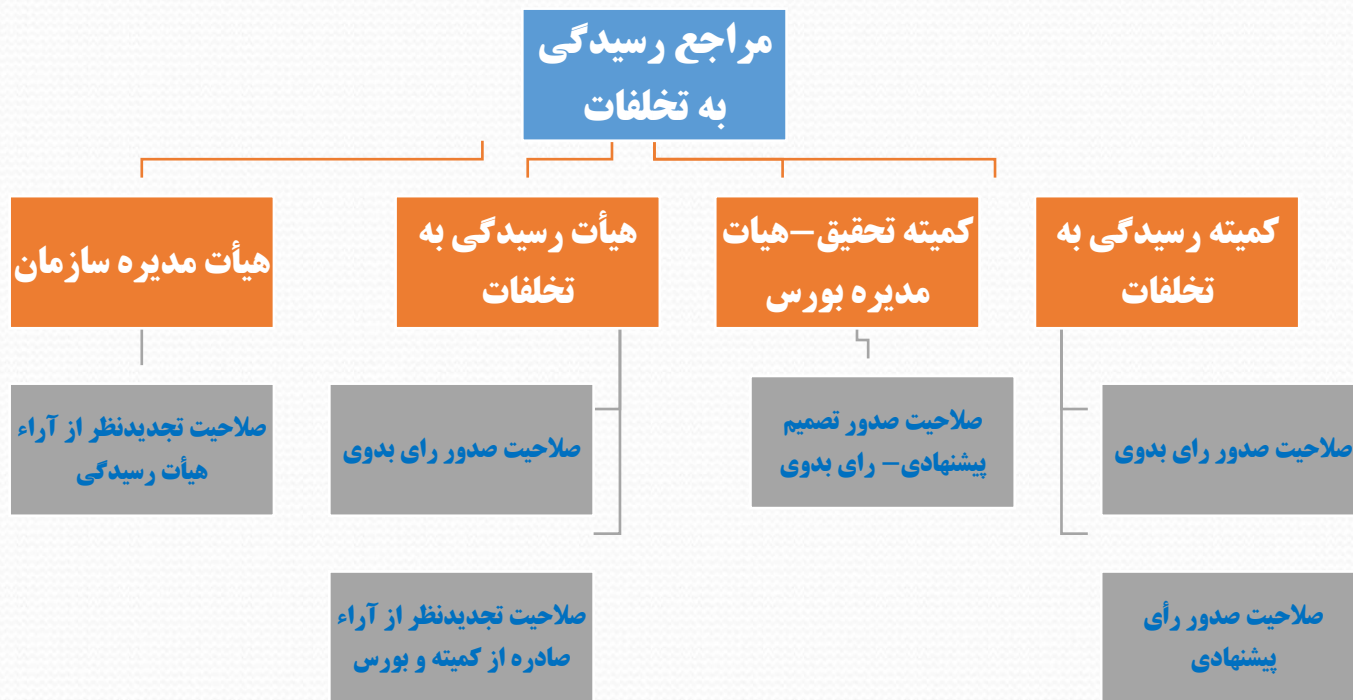 مراجع رسیدگی
به تخلفات
کمیته رسیدگی به
تخلفات
کمیته تحقیق-هیات
مدیره بورس
هیأت رسیدگی به
تخلفات
هیأت مدیره سازمان
صلاحیت صدور رای بدوی
صلاحیت صدور تصمیم
پیشنهادی- رای بدوی
صلاحیت صدور رای بدوی
صلاحیت تجدیدنظر از آراء
هیأت رسیدگی
صلاحیت صدور رأی
پیشنهادی
صلاحیت تجدیدنظر از آراء
صادره از کمیته و بورس